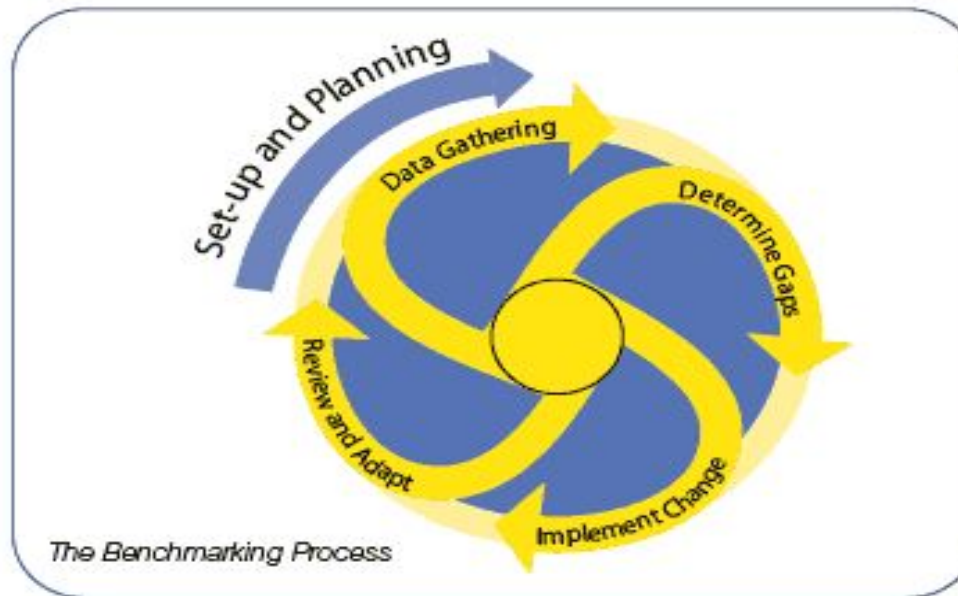 Set-up and Planning
Data Gathering
Determine Gaps
Implement Change
Review and Adapt
The Benchmarking Process